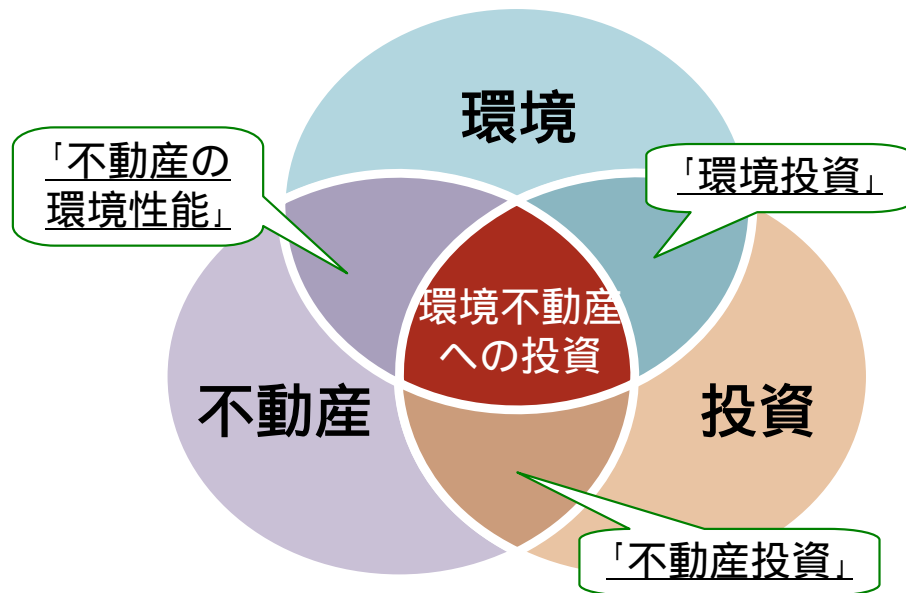 環境
「不動産の
環境性能」
「環境投資」
環境不動産
への投資
不動産
投資
「不動産投資」